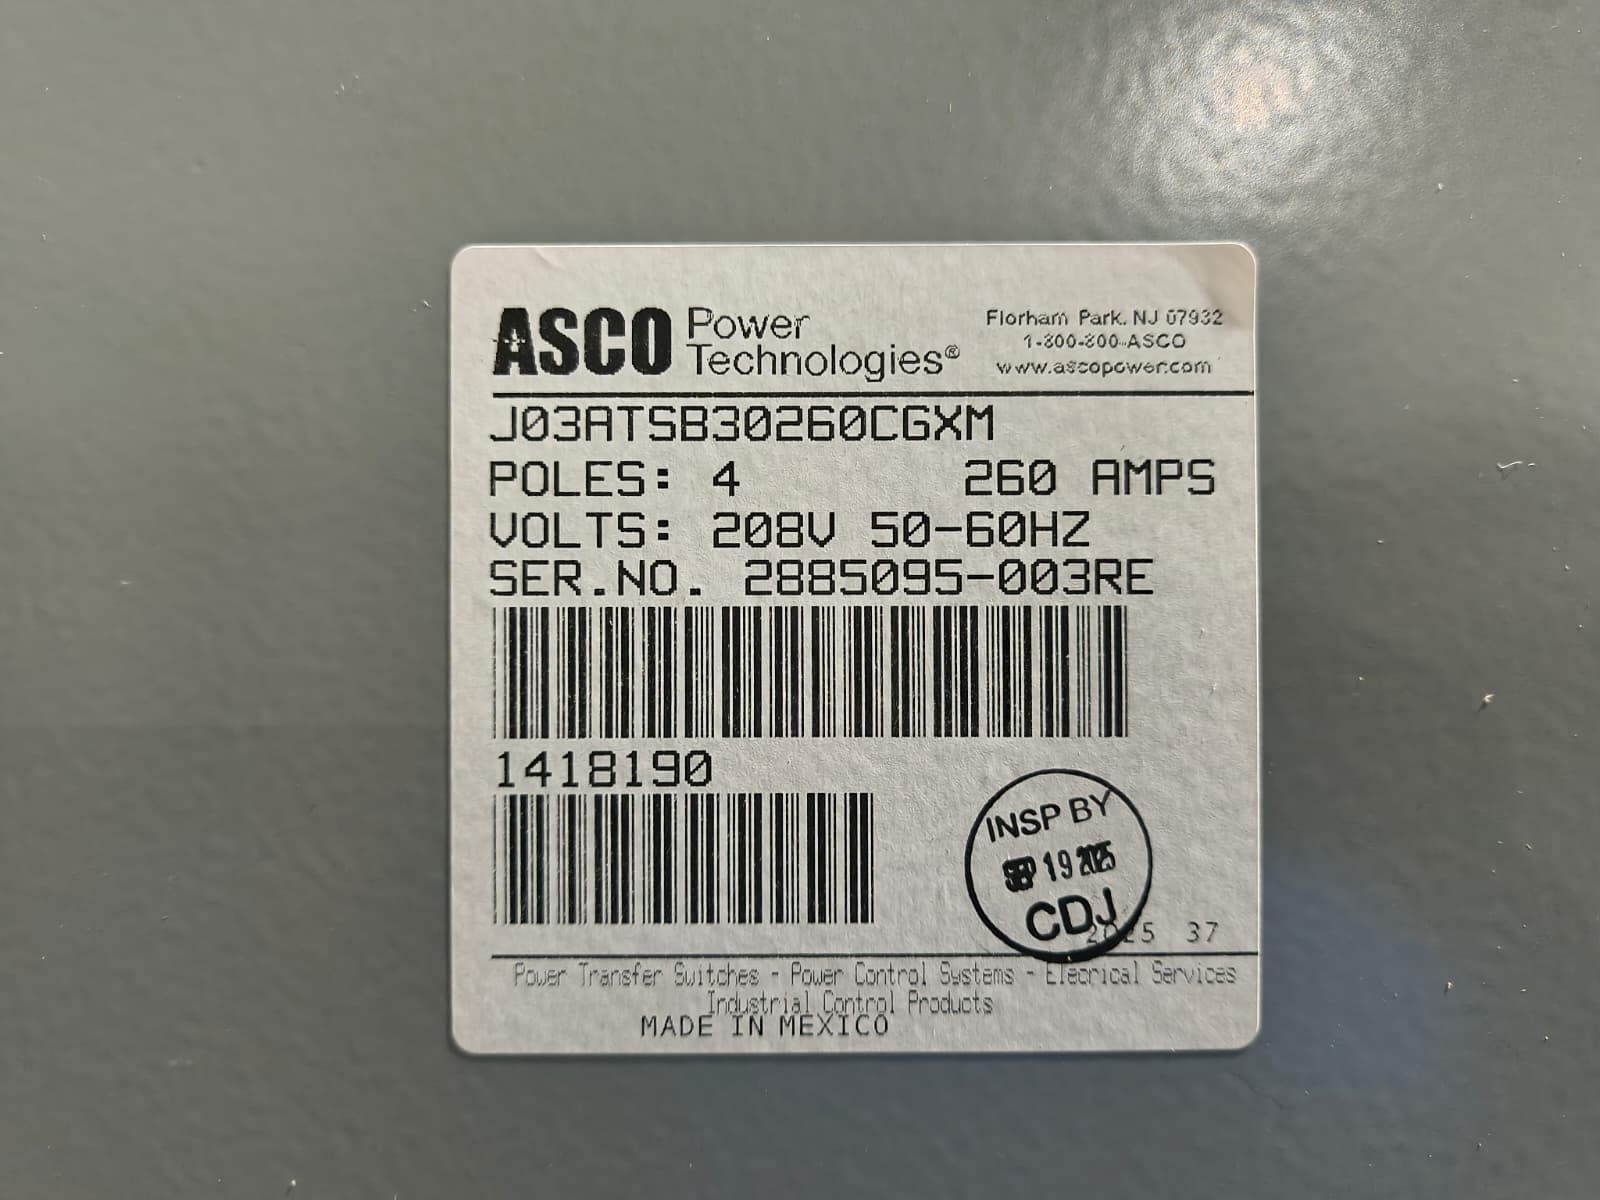 ASCO Power Technologies®
Florham Park, NJ 07932
1-800-800-ASCO
www.ascopower.com
J03ATSB30260CGXM
POLES: 4 260 AMPS
VOLTS: 208V 50-60HZ
SER.NO. 2885095-003RE
1418190
INSP BY
SEP 19 2025
CDJ
2025 37
Power Transfer Switches - Power Control Systems - Elecrical Services
Industrial Control Products
MADE IN MEXICO